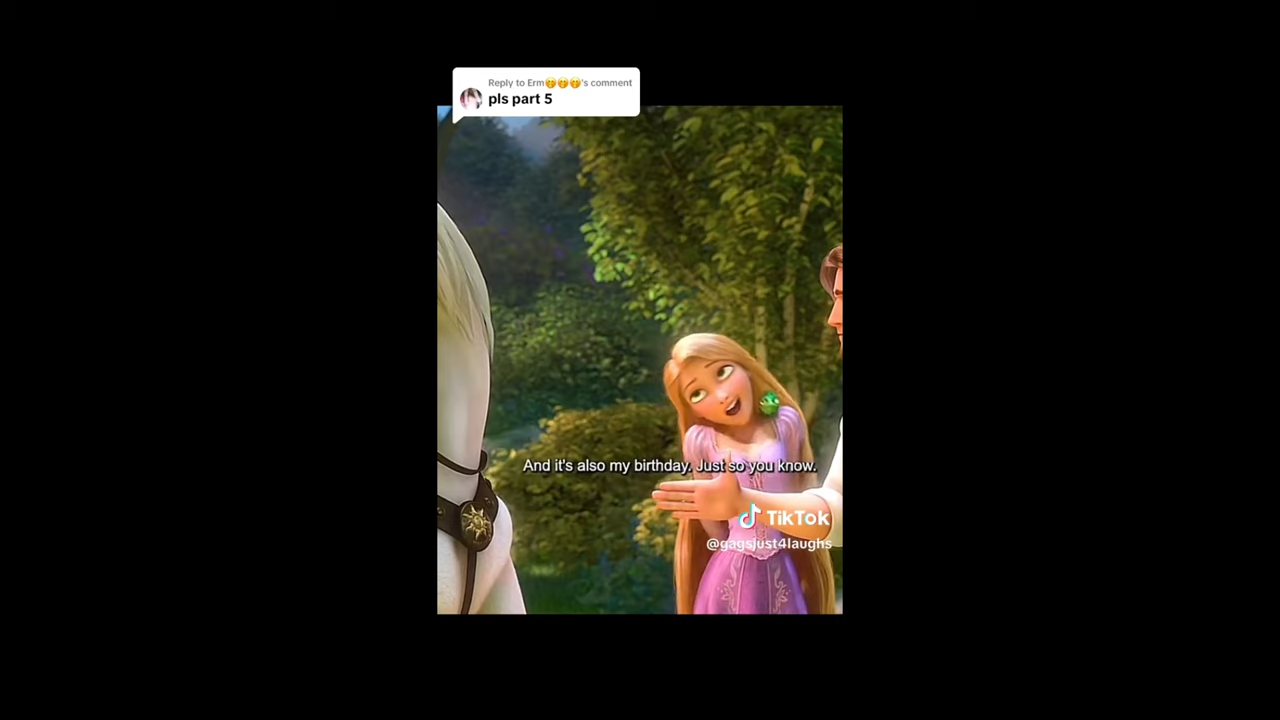 Reply to Erm🤭🤭🤭's comment
pls part 5
And it's also my birthday. Just so you know.
TikTok
@gagsjust4laughs